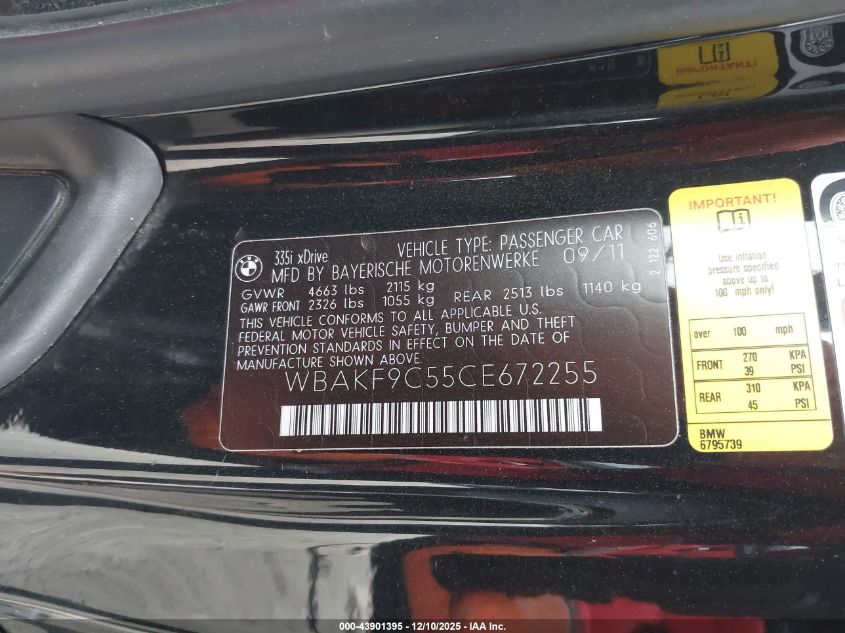 BMW
335i xDrive
VEHICLE TYPE: PASSENGER CAR
MFD BY BAYERISCHE MOTORENWERKE 09/11
GVWR 4663 lbs 2115 kg
GAWR FRONT 2326 lbs 1055 kg REAR 2513 lbs 1140 kg
THIS VEHICLE CONFORMS TO ALL APPLICABLE U.S.
FEDERAL MOTOR VEHICLE SAFETY, BUMPER AND THEFT
PREVENTION STANDARDS IN EFFECT ON THE DATE OF
MANUFACTURE SHOWN ABOVE.
WBAKF9C55CE672255
2 122 606
IMPORTANT!
Use inflation
pressure specified
above up to
100 mph only!
over 100 mph
FRONT 270 KPA
39 PSI
REAR 310 KPA
45 PSI
BMW
6795739
000-43901395 - 12/10/2025 - IAA Inc.